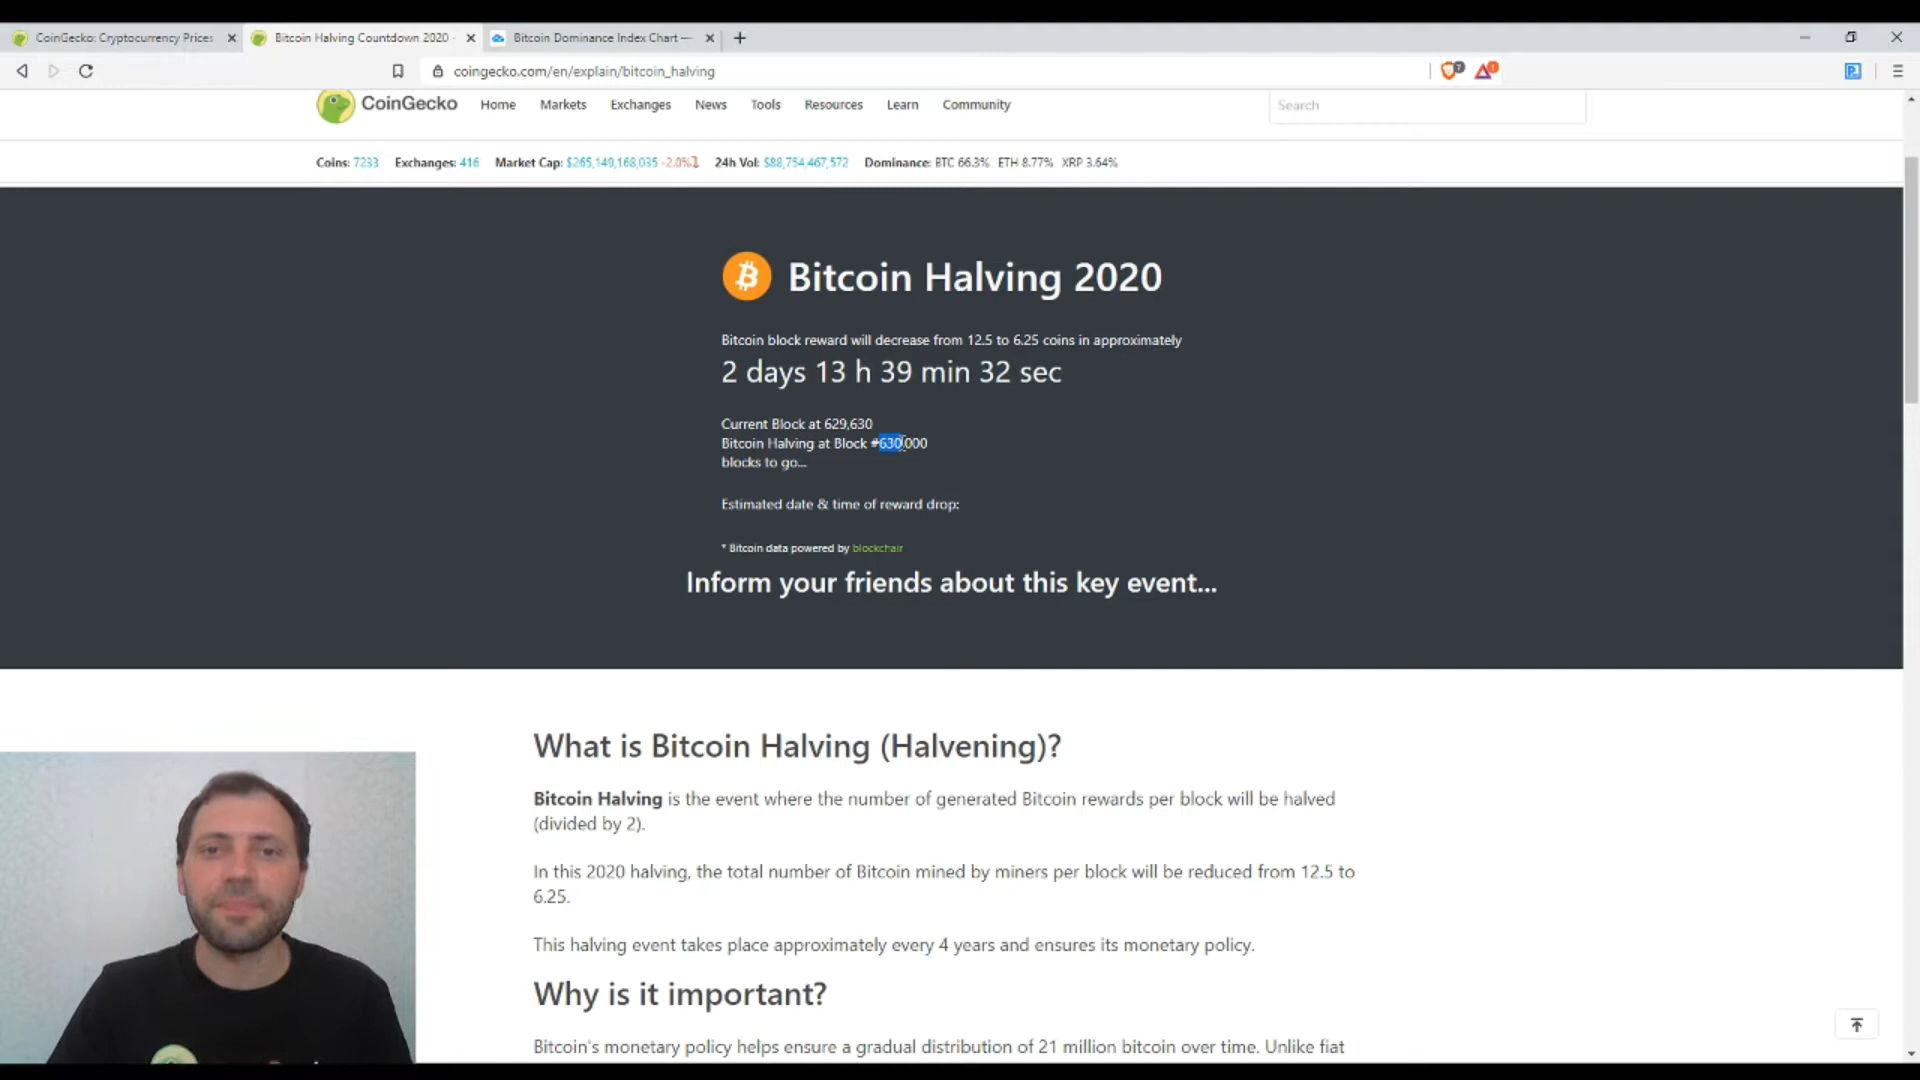 CoinGecko: Cryptocurrency Prices
Bitcoin Halving Countdown 2020 -
Bitcoin Dominance Index Chart —
coingecko.com/en/explain/bitcoin_halving
CoinGecko Home Markets Exchanges News Tools Resources Learn Community Search
Coins: 7233 Exchanges: 416 Market Cap: $265,149,168,035 -2.0% 24h Vol: $88,754,467,572 Dominance: BTC 66.3% ETH 8.77% XRP 3.64%
Bitcoin Halving 2020
Bitcoin block reward will decrease from 12.5 to 6.25 coins in approximately
2 days 13 h 39 min 32 sec
Current Block at 629,630
Bitcoin Halving at Block #630,000
blocks to go...
Estimated date & time of reward drop:
* Bitcoin data powered by blockchair
Inform your friends about this key event...
What is Bitcoin Halving (Halvening)?
Bitcoin Halving is the event where the number of generated Bitcoin rewards per block will be halved
(divided by 2).
In this 2020 halving, the total number of Bitcoin mined by miners per block will be reduced from 12.5 to
6.25.
This halving event takes place approximately every 4 years and ensures its monetary policy.
Why is it important?
Bitcoin's monetary policy helps ensure a gradual distribution of 21 million bitcoin over time. Unlike fiat